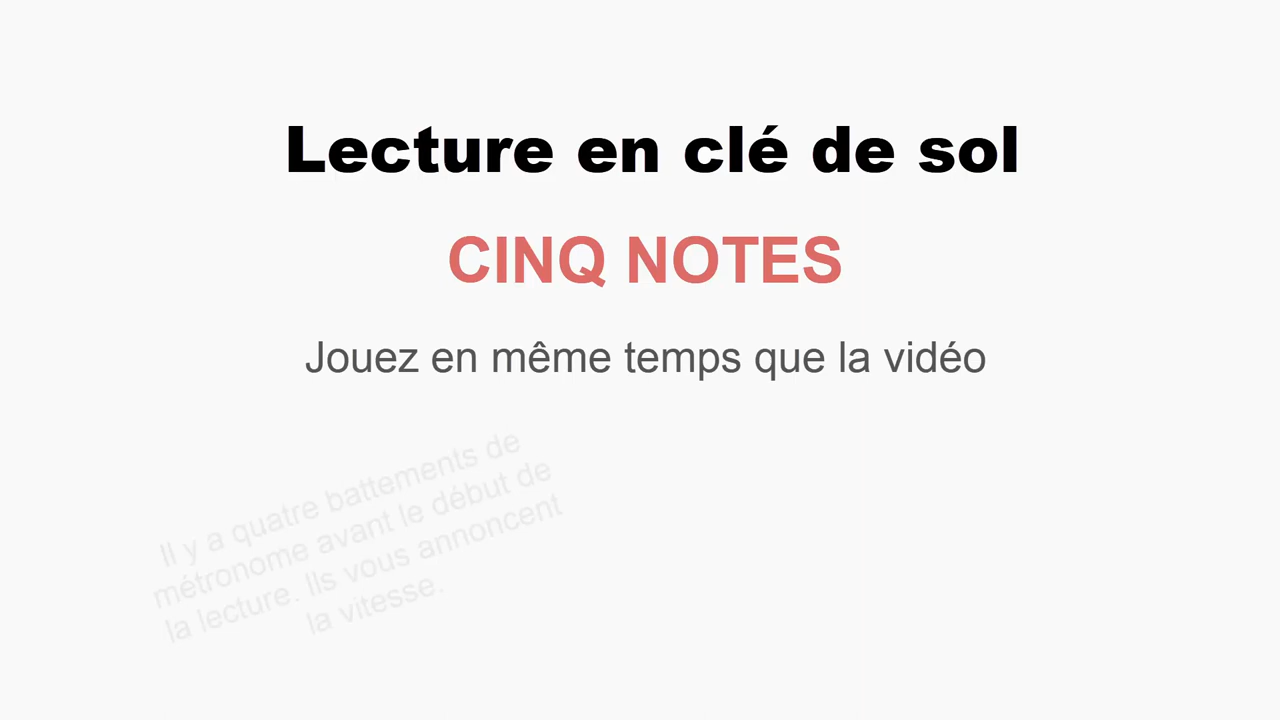 Lecture en clé de sol
CINQ NOTES
Jouez en même temps que la vidéo
Il y a quatre battements de
métronome avant le début de
la lecture. Ils vous annoncent
la vitesse.